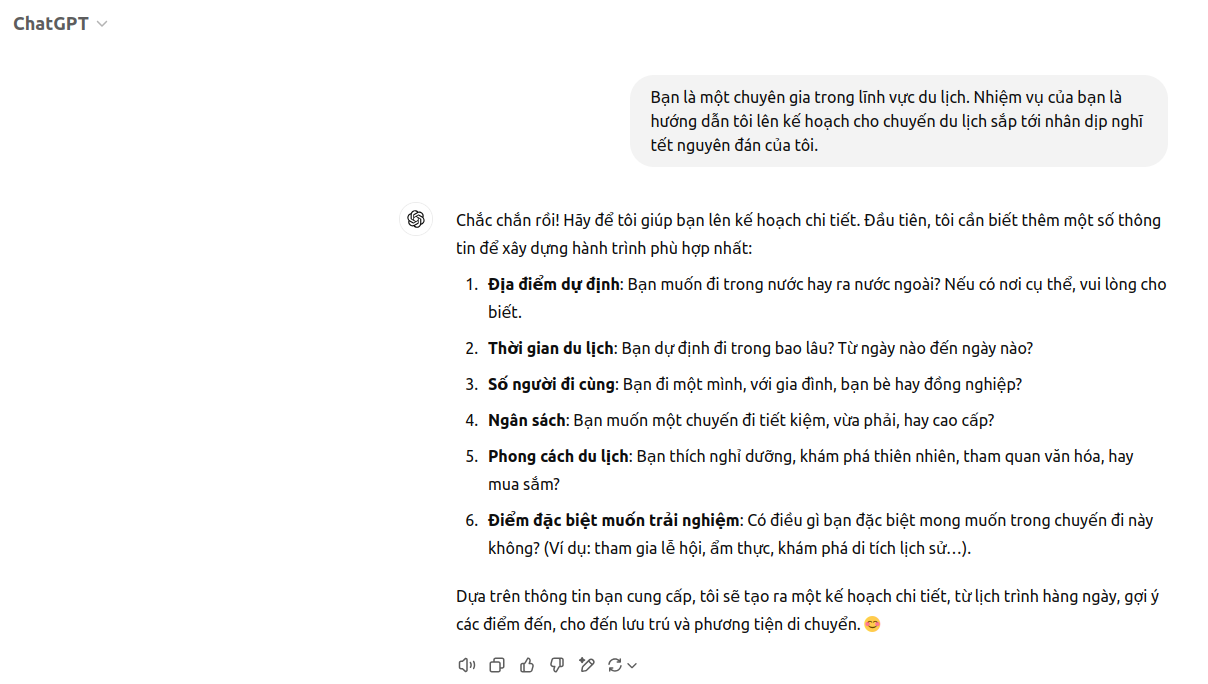 ChatGPT
Bạn là một chuyên gia trong lĩnh vực du lịch. Nhiệm vụ của bạn là
hướng dẫn tôi lên kế hoạch cho chuyến du lịch sắp tới nhân dịp nghĩ
tết nguyên đán của tôi.
Chắc chắn rồi! Hãy để tôi giúp bạn lên kế hoạch chi tiết. Đầu tiên, tôi cần biết thêm một số thông
tin để xây dựng hành trình phù hợp nhất:
1. Địa điểm dự định: Bạn muốn đi trong nước hay ra nước ngoài? Nếu có nơi cụ thể, vui lòng cho
biết.
2. Thời gian du lịch: Bạn dự định đi trong bao lâu? Từ ngày nào đến ngày nào?
3. Số người đi cùng: Bạn đi một mình, với gia đình, bạn bè hay đồng nghiệp?
4. Ngân sách: Bạn muốn một chuyến đi tiết kiệm, vừa phải, hay cao cấp?
5. Phong cách du lịch: Bạn thích nghỉ dưỡng, khám phá thiên nhiên, tham quan văn hóa, hay
mua sắm?
6. Điểm đặc biệt muốn trải nghiệm: Có điều gì bạn đặc biệt mong muốn trong chuyến đi này
không? (Ví dụ: tham gia lễ hội, ẩm thực, khám phá di tích lịch sử…).
Dựa trên thông tin bạn cung cấp, tôi sẽ tạo ra một kế hoạch chi tiết, từ lịch trình hàng ngày, gợi ý
các điểm đến, cho đến lưu trú và phương tiện di chuyển. 😊